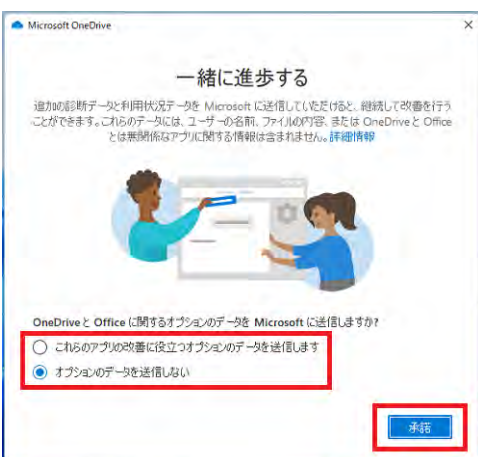 Microsoft OneDrive
一緒に進歩する
追加の診断データと利用状況データを Microsoft に送信していただけると、継続して改善を行う
ことができます。これらのデータには、ユーザーの名前、ファイルの内容、または OneDrive と Office
とは無関係なアプリに関する情報は含まれません。詳細情報
OneDrive と Office に関するオプションのデータを Microsoft に送信しますか?
これらのアプリの改善に役立つオプションのデータを送信します
オプションのデータを送信しない
承諾